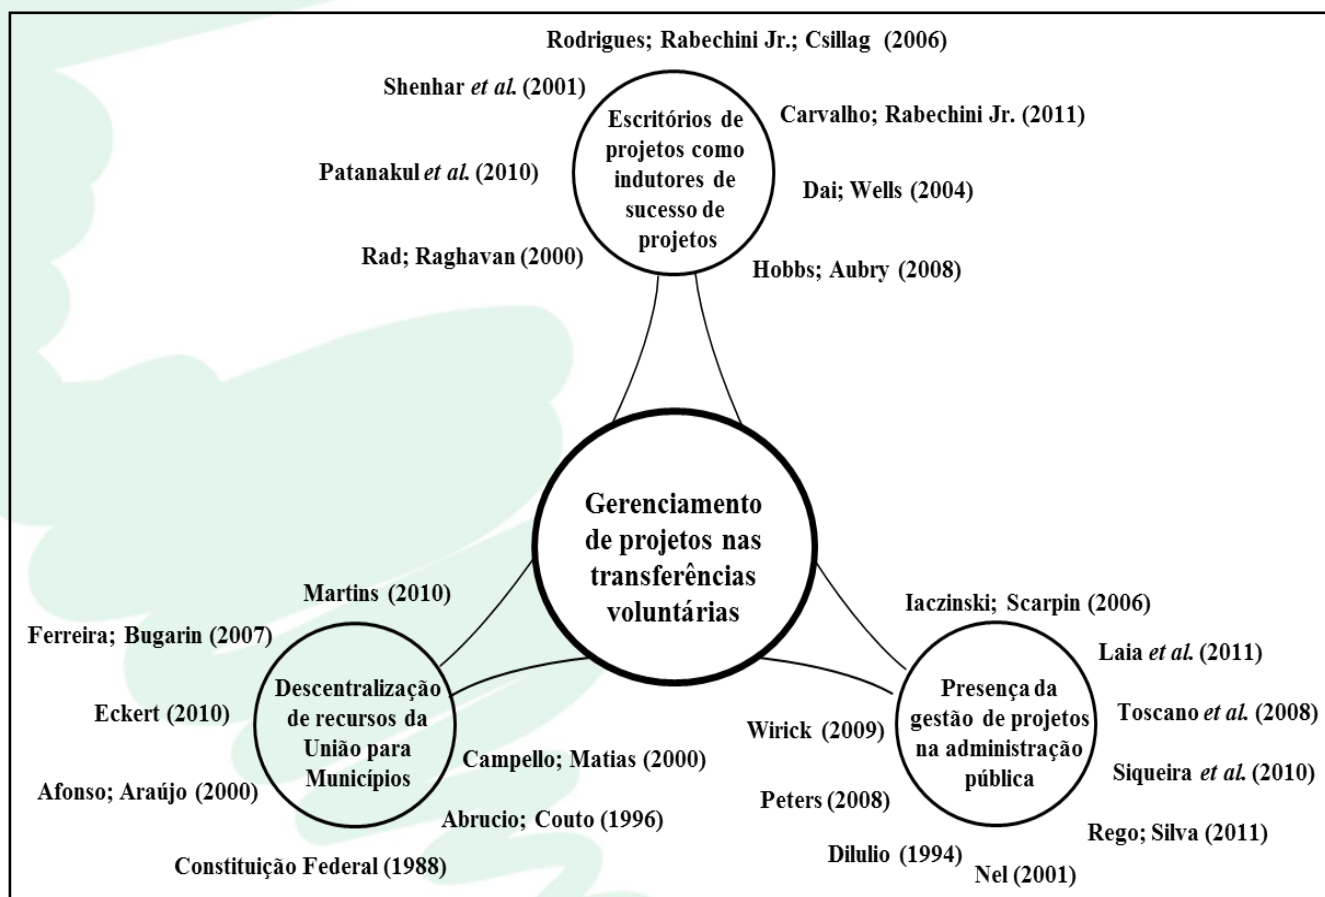 Rodrigues; Rabechini Jr.; Csillag (2006)
Shenhar et al. (2001)
Carvalho; Rabechini Jr. (2011)
Patanakul et al. (2010)
Dai; Wells (2004)
Rad; Raghavan (2000)
Hobbs; Aubry (2008)
Escritórios de
projetos como
indutores de
sucesso de
projetos
Gerenciamento
de projetos nas
transferências
voluntárias
Martins (2010)
Ferreira; Bugarin (2007)
Eckert (2010)
Afonso; Araújo (2000)
Constituição Federal (1988)
Campello; Matias (2000)
Abrucio; Couto (1996)
Descentralização
de recursos da
União para
Municípios
Iaczinski; Scarpin (2006)
Laia et al. (2011)
Toscano et al. (2008)
Siqueira et al. (2010)
Rego; Silva (2011)
Wirick (2009)
Peters (2008)
Dilulio (1994)
Nel (2001)
Presença da
gestão de projetos
na administração
pública